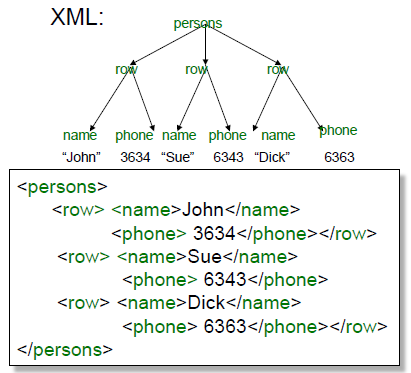 XML:
persons
row row row
name phone name phone name phone
“John” 3634 “Sue” 6343 “Dick” 6363
<persons>
<row> <name>John</name>
<phone> 3634</phone></row>
<row> <name>Sue</name>
<phone> 6343</phone>
<row> <name>Dick</name>
<phone> 6363</phone></row>
</persons>